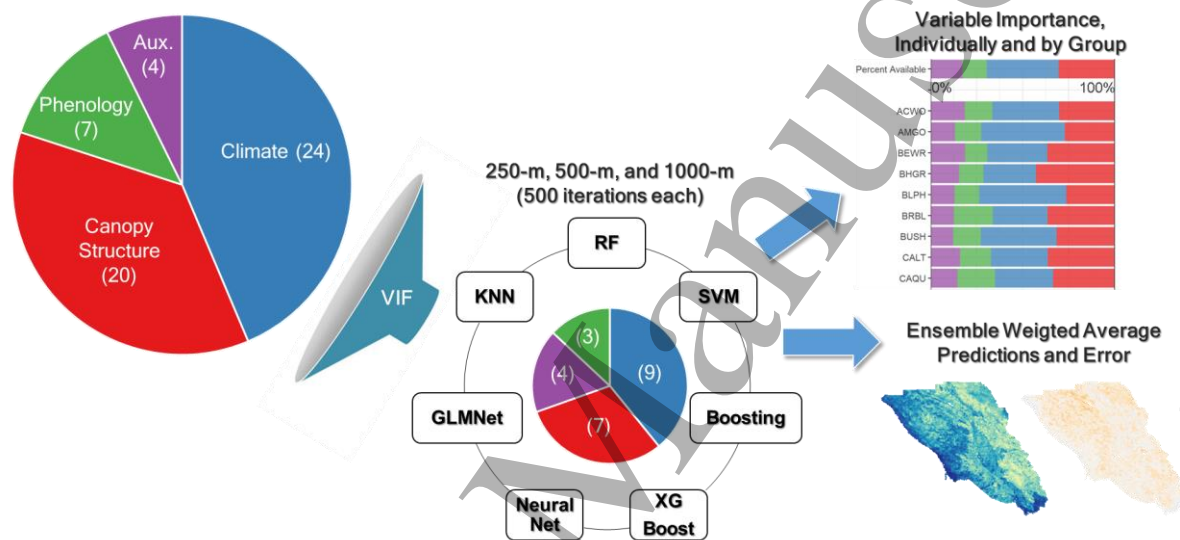 Aux.
(4)
Phenology
(7)
Climate (24)
Canopy
Structure
(20)
VIF
250-m, 500-m, and 1000-m
(500 iterations each)
RF
KNN
SVM
GLMNet
Boosting
Neural
Net
XG
Boost
(3)
(4)
(9)
(7)
Variable Importance,
Individually and by Group
Percent Available
0%
100%
ACWO
AMGO
BEWR
BHGR
BLPH
BRBL
BUSH
CALT
CAQU
Ensemble Weigted Average
Predictions and Error